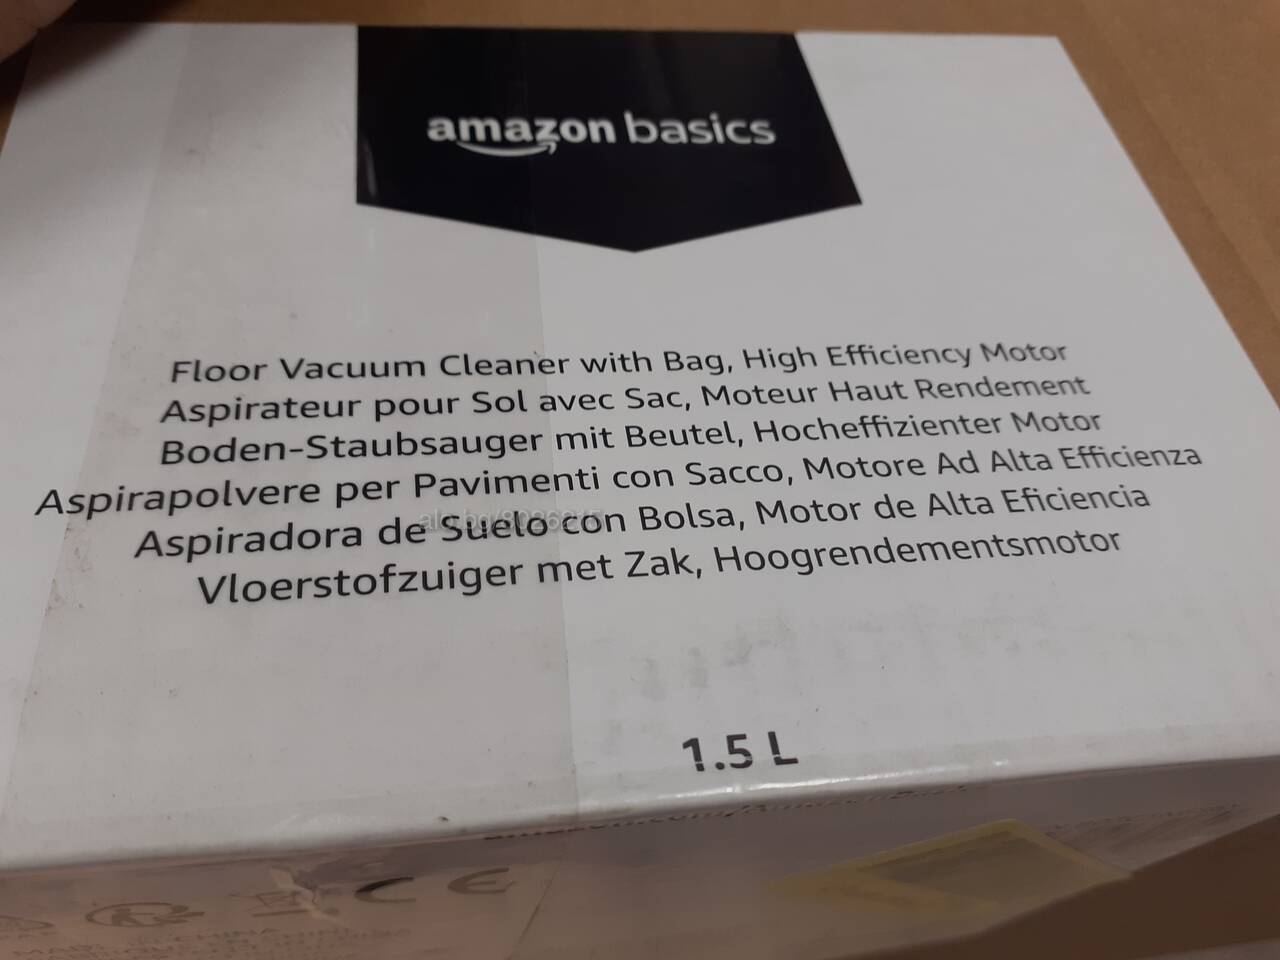 amazon basics
Floor Vacuum Cleaner with Bag, High Efficiency Motor
Aspirateur pour Sol avec Sac, Moteur Haut Rendement
Boden-Staubsauger mit Beutel, Hocheffizienter Motor
Aspirapolvere per Pavimenti con Sacco, Motore Ad Alta Efficienza
Aspiradora de Suelo con Bolsa, Motor de Alta Eficiencia
Vloerstofzuiger met Zak, Hoogrendementsmotor
1.5 L
CE